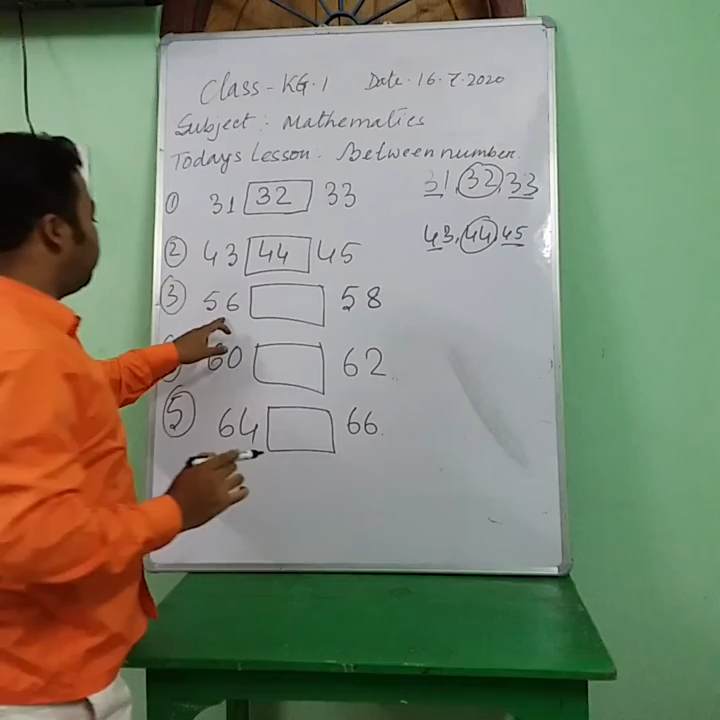 Class - KG.1 Date. 16.7.2020
Subject: Mathematics
Todays Lesson: Between number.
① 31 32 33 31, 32, 33
② 43 44 45 43, 44, 45
③ 56 58
60 62
⑤ 64 66